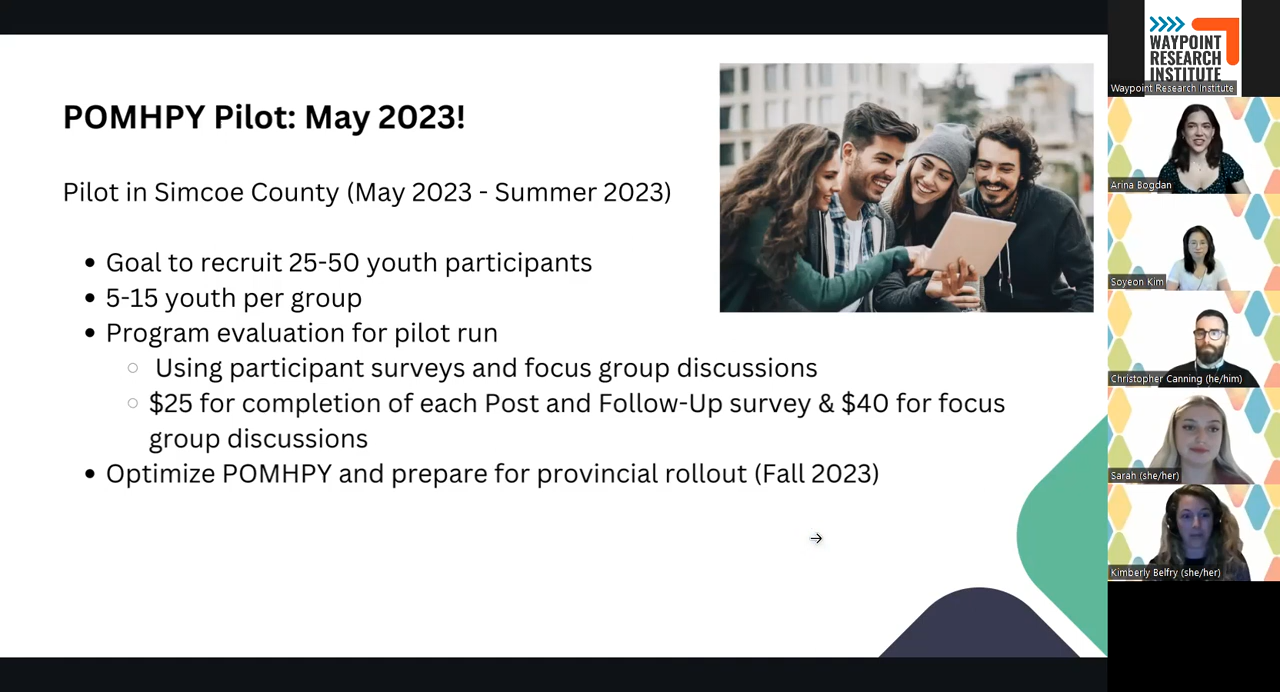 POMHPY Pilot: May 2023!
Pilot in Simcoe County (May 2023 - Summer 2023)
• Goal to recruit 25-50 youth participants
• 5-15 youth per group
• Program evaluation for pilot run
○ Using participant surveys and focus group discussions
○ $25 for completion of each Post and Follow-Up survey & $40 for focus
group discussions
• Optimize POMHPY and prepare for provincial rollout (Fall 2023)
WAYPOINT
RESEARCH
INSTITUTE
Waypoint Research Institute
Arina Bogdan
Soyeon Kim
Christopher Canning (he/him)
Sarah (she/her)
Kimberly Belfry (she/her)